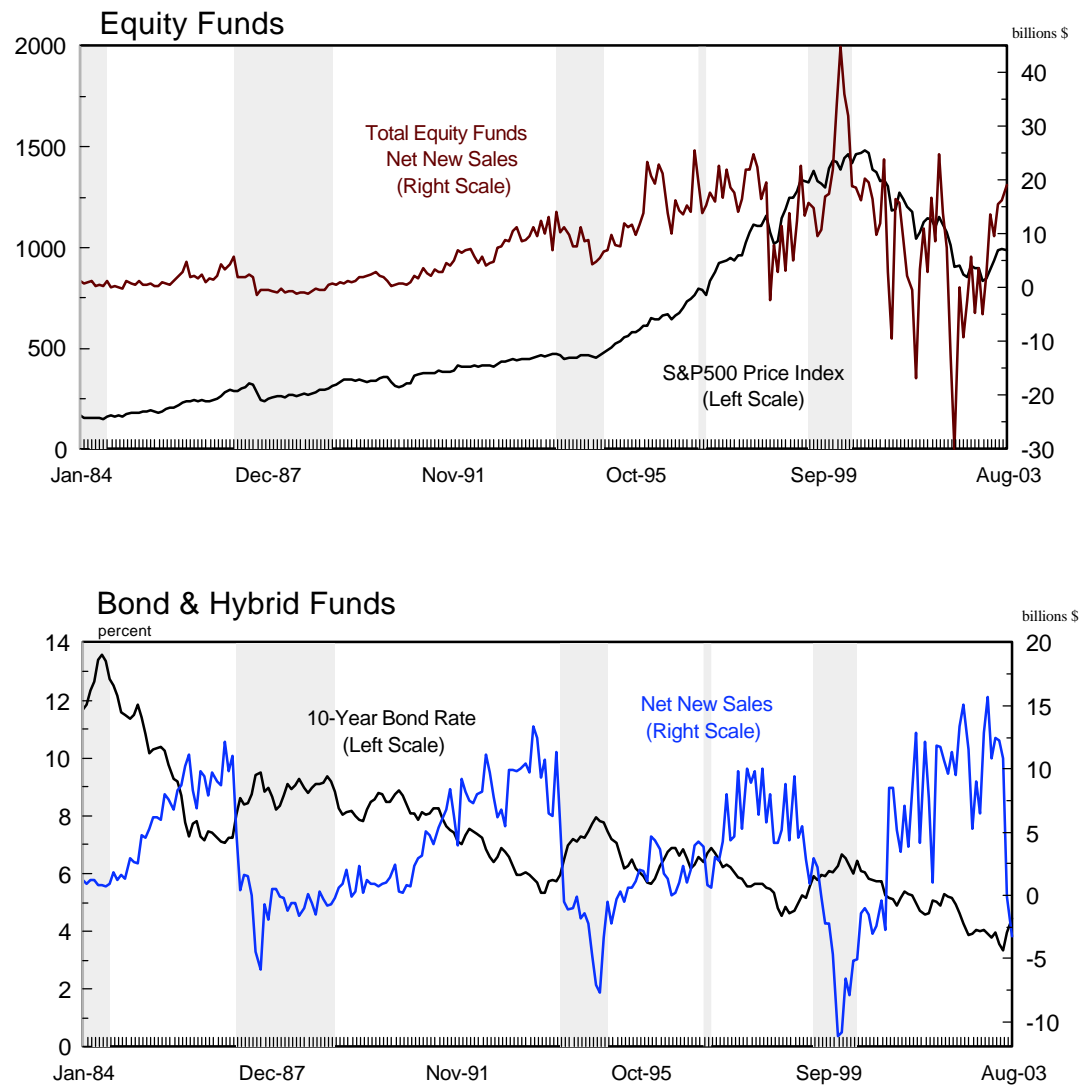 Equity Funds
billions $
2000
1500
1000
500
0
40
30
20
10
0
-10
-20
-30
Total Equity Funds
Net New Sales
(Right Scale)
S&P500 Price Index
(Left Scale)
Jan-84
Dec-87
Nov-91
Oct-95
Sep-99
Aug-03
Bond & Hybrid Funds
percent
billions $
14
12
10
8
6
4
2
0
20
15
10
5
0
-5
-10
10-Year Bond Rate
(Left Scale)
Net New Sales
(Right Scale)
Jan-84
Dec-87
Nov-91
Oct-95
Sep-99
Aug-03